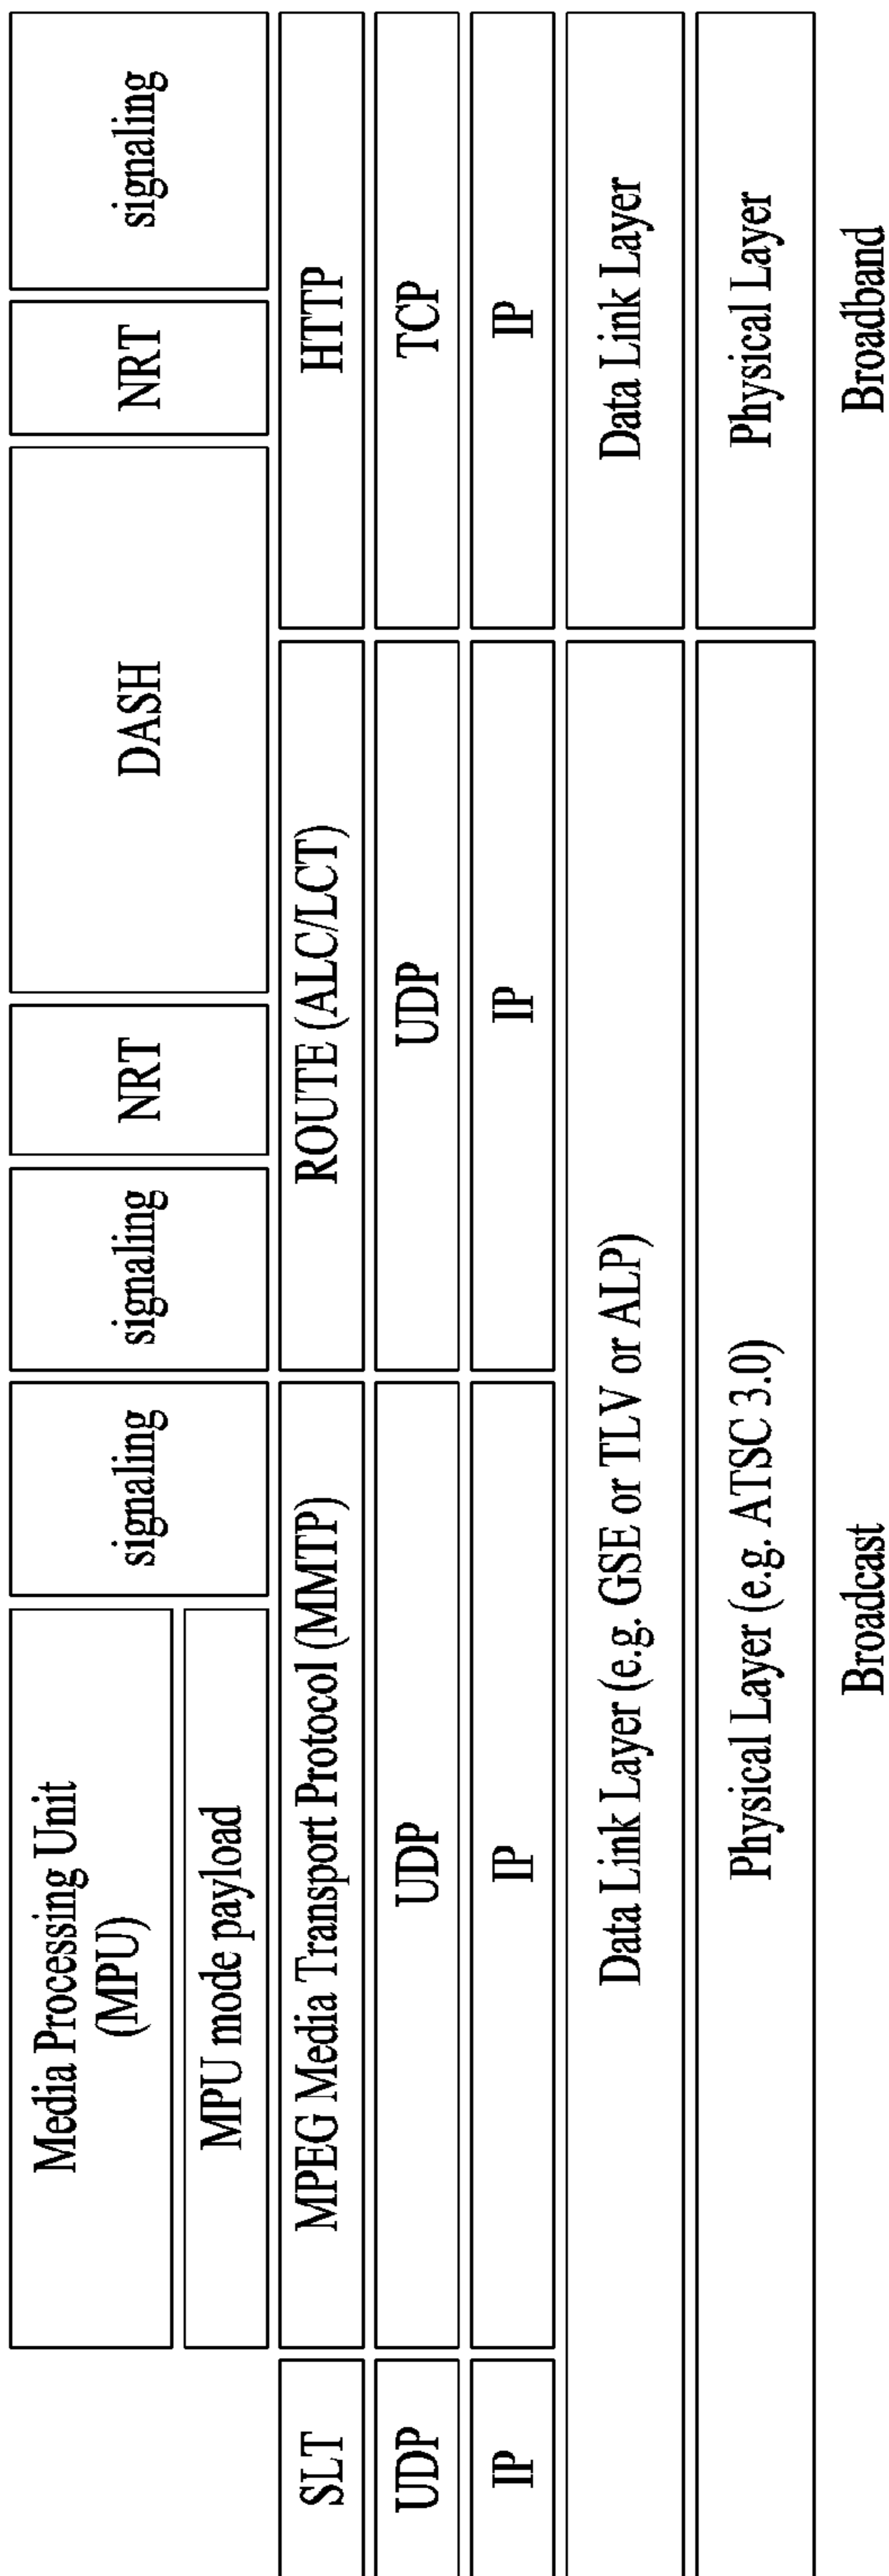 Media Processing Unit
(MPU)
MPU mode payload
signaling
signaling
NRT
DASH
NRT
signaling
SLT
MPEG Media Transport Protocol (MMTP)
ROUTE (ALC/LCT)
HTTP
UDP
UDP
UDP
TCP
IP
IP
IP
IP
Data Link Layer (e.g. GSE or TLV or ALP)
Data Link Layer
Physical Layer (e.g. ATSC 3.0)
Physical Layer
Broadcast
Broadband